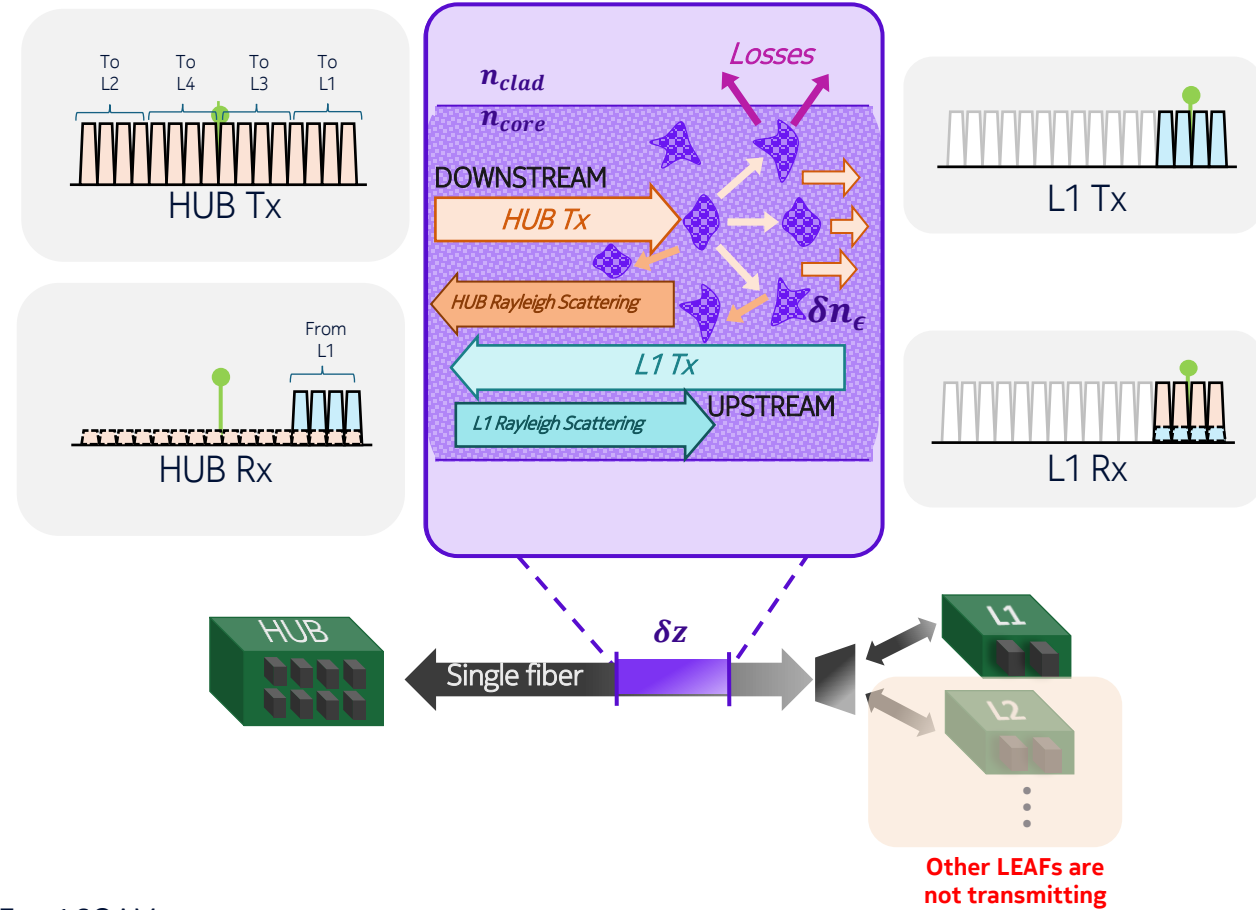 To
L2
To
L4
To
L3
To
L1
HUB Tx
From
L1
HUB Rx
n_clad
n_core
Losses
DOWNSTREAM
HUB Tx
HUB Rayleigh Scattering
δn_ϵ
L1 Tx
UPSTREAM
L1 Rayleigh Scattering
L1 Tx
L1 Rx
HUB
Single fiber
δz
L1
L2
Other LEAFs are
not transmitting